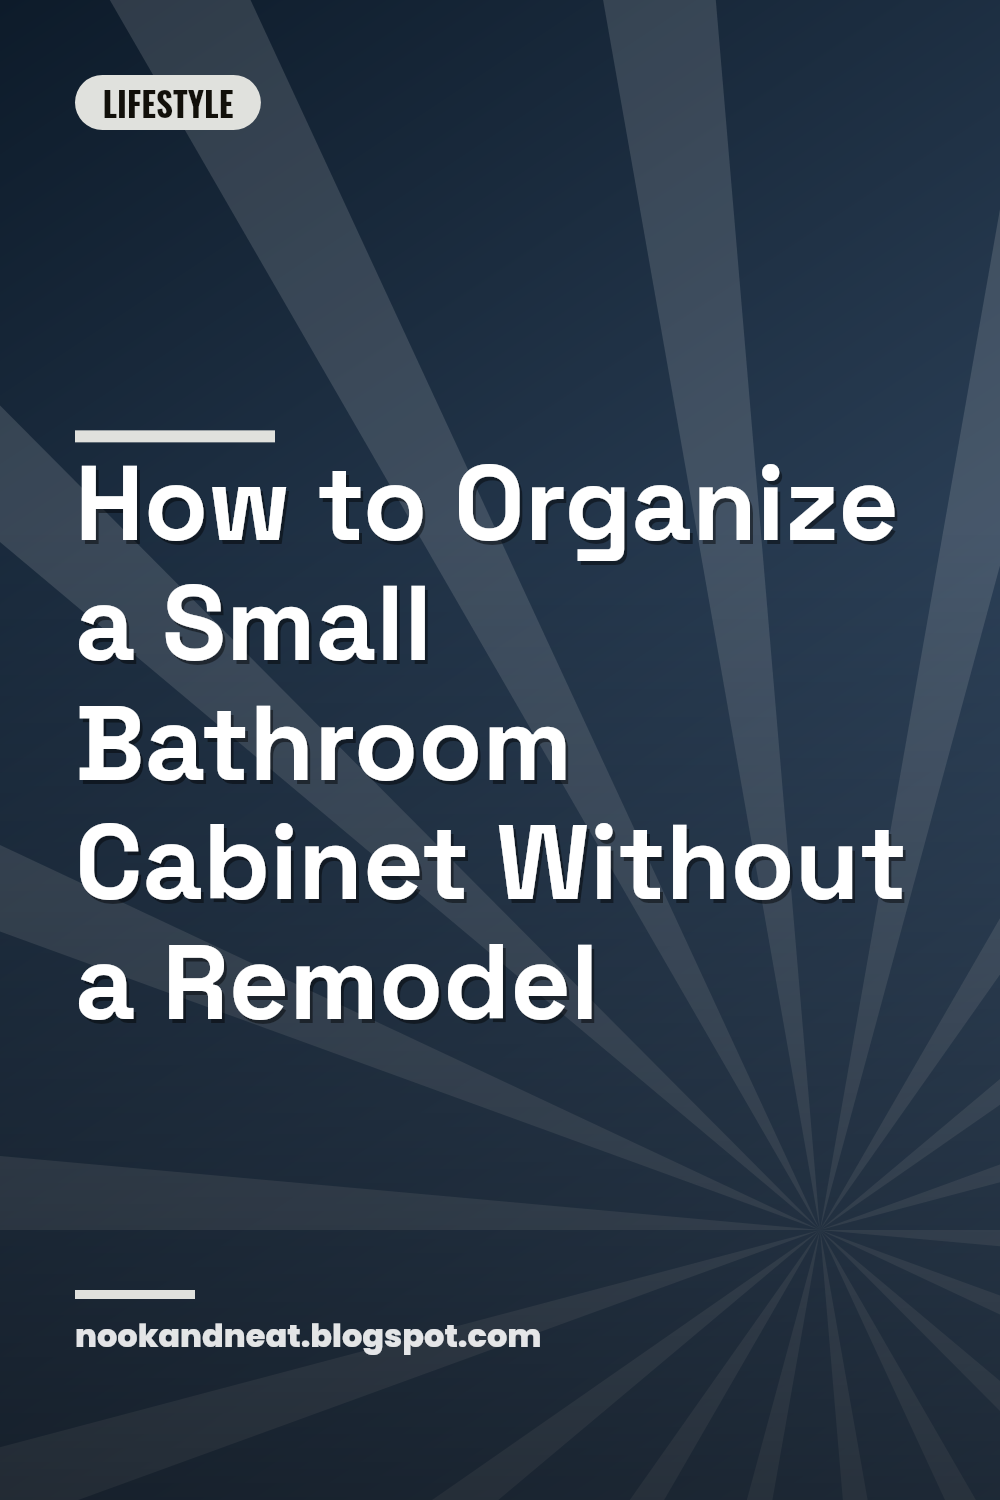 LIFESTYLE
How to Organize
a Small
Bathroom
Cabinet Without
a Remodel
nookandneat.blogspot.com